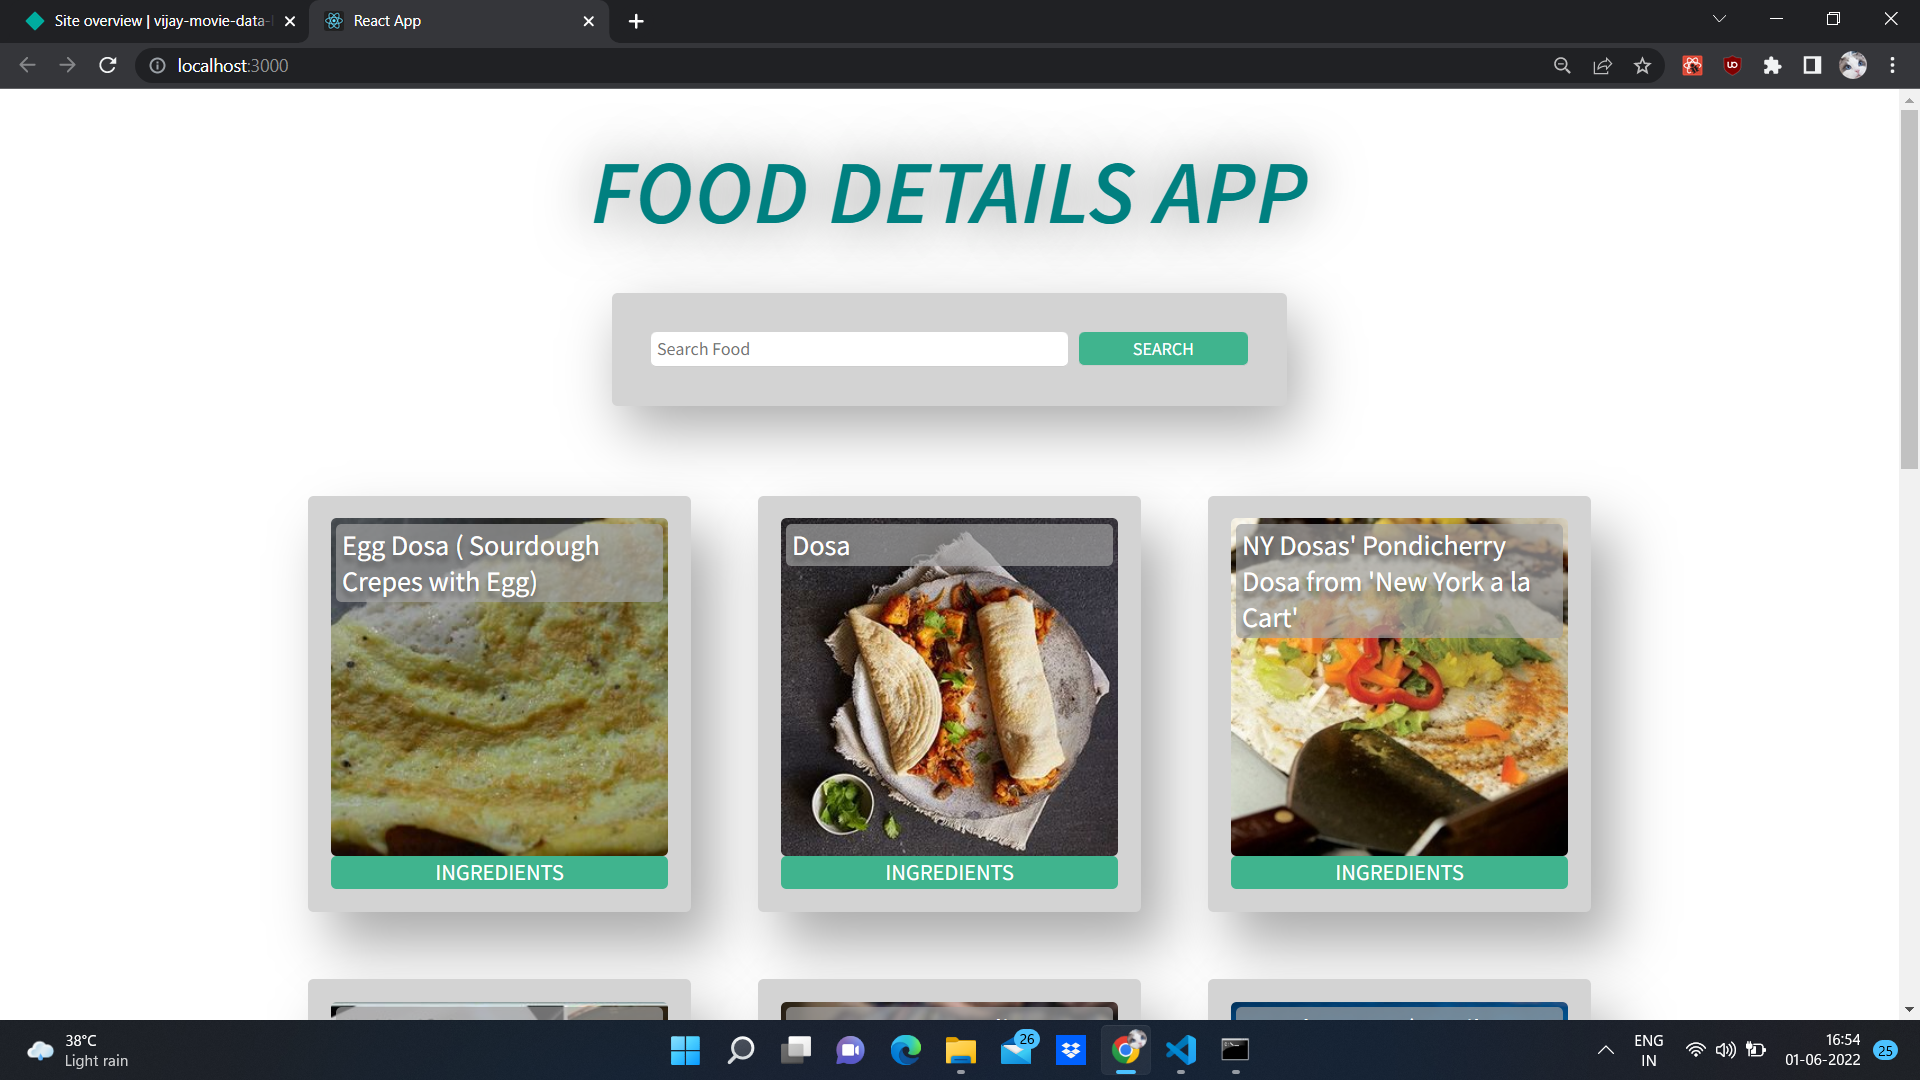 Site overview | vijay-movie-data-
React App
localhost:3000
FOOD DETAILS APP
Search Food
SEARCH
Egg Dosa ( Sourdough
Crepes with Egg)
Dosa
NY Dosas' Pondicherry
Dosa from 'New York a la
Cart'
INGREDIENTS
INGREDIENTS
INGREDIENTS
38°C
Light rain
26
ENG
IN
16:54
01-06-2022
25